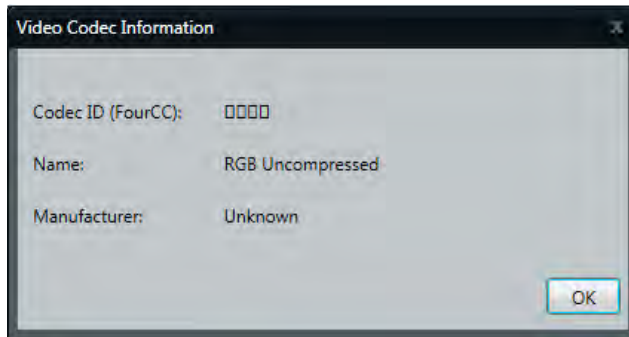 Video Codec Information
Codec ID (FourCC): □□□□
Name: RGB Uncompressed
Manufacturer: Unknown
OK